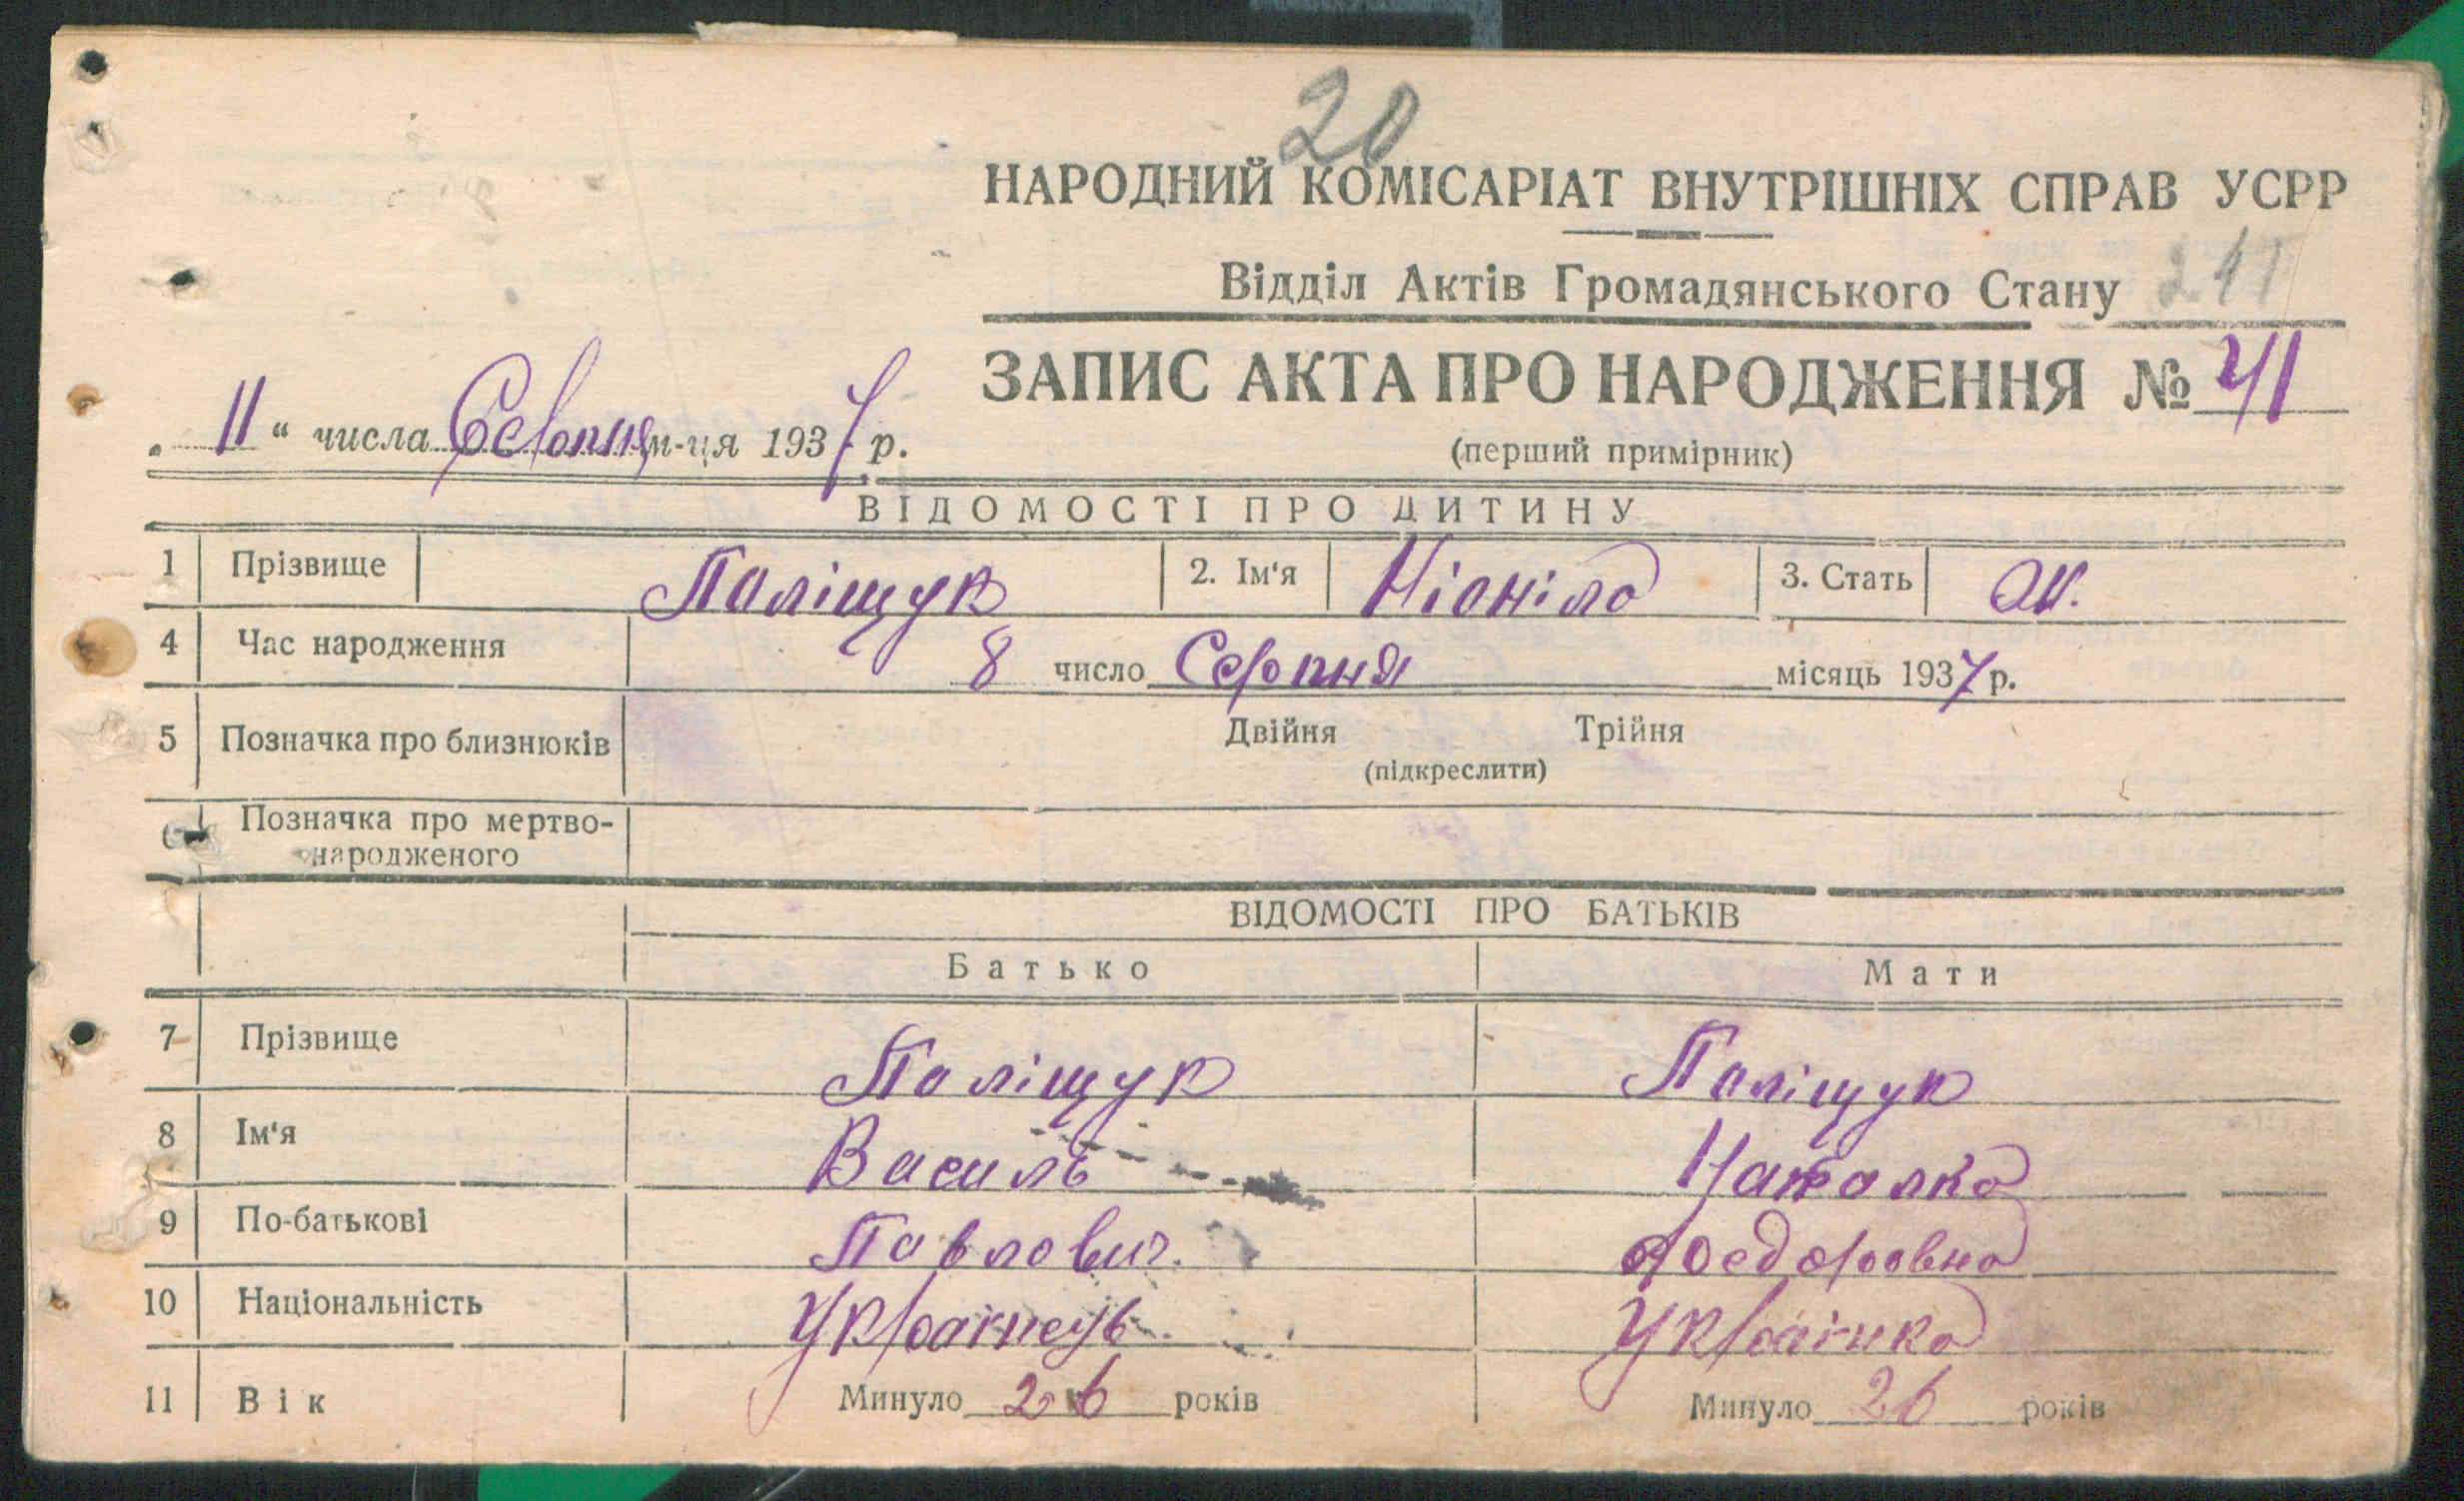 20
НАРОДНИЙ КОМІСАРІАТ ВНУТРІШНІХ СПРАВ УСРР
Відділ Актів Громадянського Стану 241
ЗАПИС АКТА ПРО НАРОДЖЕННЯ № 41
„ 11 “ числа Серпня м-ця 1937 р.
(перший примірник)
ВІДОМОСТІ ПРО ДИТИНУ
1 Прізвище Паліщук 2. Ім'я Ніоніла 3. Стать Ж.
4 Час народження 8 число Серпня місяць 1937 р.
5 Позначка про близнюків Двійня Трійня
(підкреслити)
6 Позначка про мертво-
народженого
ВІДОМОСТІ ПРО БАТЬКІВ
Батько Мати
7 Прізвище Паліщук Паліщук
8 Ім'я Василь Наталка
9 По-батькові Павлович. Федоровна
10 Національність Українець Українка
11 Вік Минуло 26 років Минуло 26 років